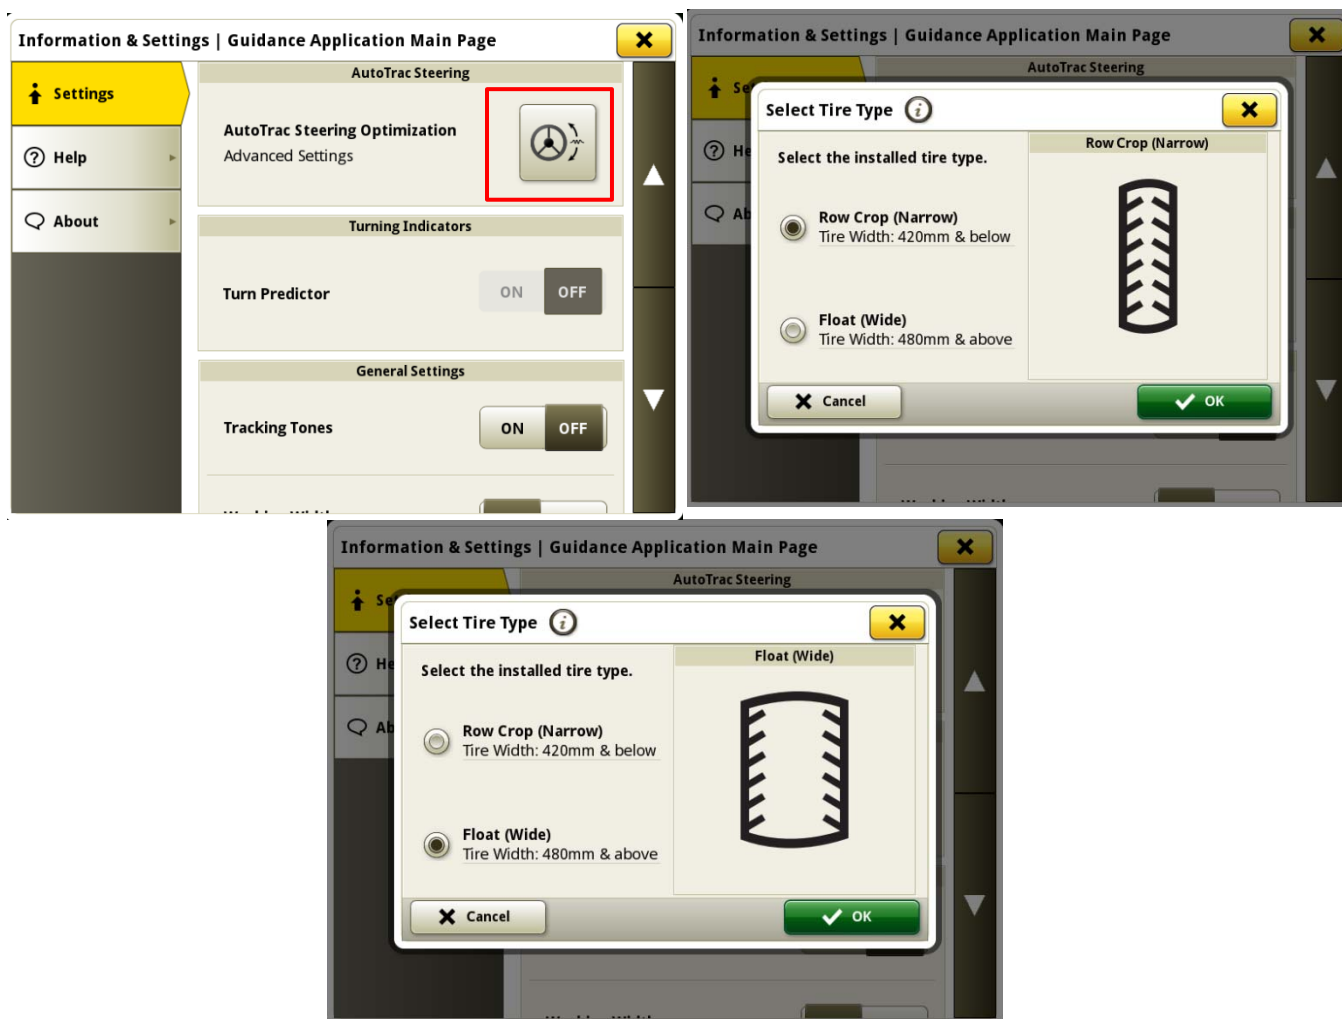 Information & Settings | Guidance Application Main Page
Settings
Help
About
AutoTrac Steering
AutoTrac Steering Optimization
Advanced Settings
Turning Indicators
Turn Predictor
ON OFF
General Settings
Tracking Tones
ON OFF
Information & Settings | Guidance Application Main Page
AutoTrac Steering
Select Tire Type
Select the installed tire type.
Row Crop (Narrow)
Tire Width: 420mm & below
Float (Wide)
Tire Width: 480mm & above
Row Crop (Narrow)
Cancel
OK
Information & Settings | Guidance Application Main Page
AutoTrac Steering
Select Tire Type
Select the installed tire type.
Row Crop (Narrow)
Tire Width: 420mm & below
Float (Wide)
Tire Width: 480mm & above
Float (Wide)
Cancel
OK